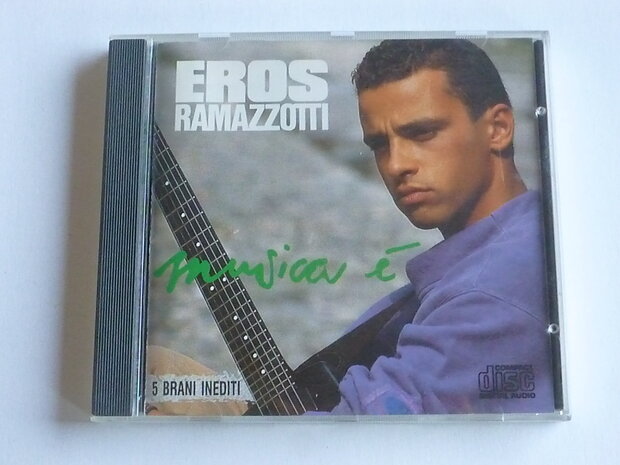 EROS
RAMAZZOTTI
musica è
5 BRANI INEDITI
COMPACT
disc
DIGITAL AUDIO